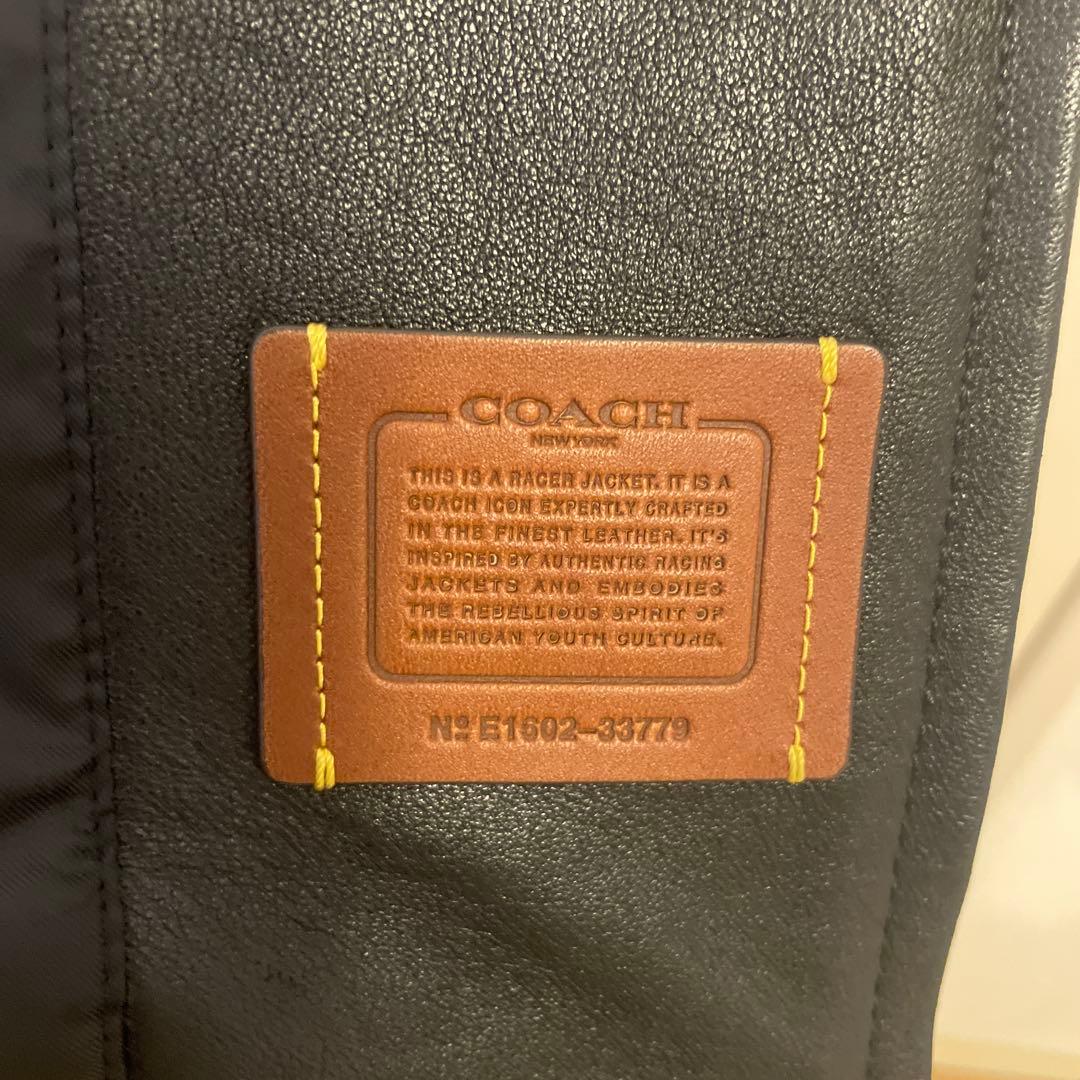 COACH
NEW YORK
THIS IS A RACER JACKET. IT IS A
COACH ICON EXPERTLY CRAFTED
IN THE FINEST LEATHER. IT'S
INSPIRED BY AUTHENTIC RACING
JACKETS AND EMBODIES
THE REBELLIOUS SPIRIT OF
AMERICAN YOUTH CULTURE.
Nº E1602-33779